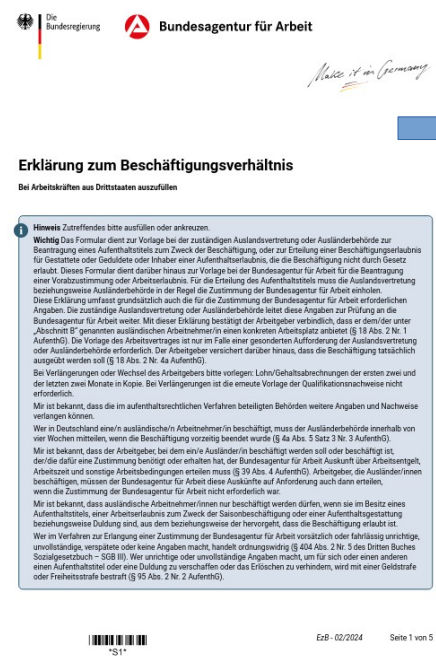 Die
Bundesregierung
Bundesagentur für Arbeit
Make it in Germany
Erklärung zum Beschäftigungsverhältnis
Bei Arbeitskräften aus Drittstaaten auszufüllen
Hinweis Zutreffendes bitte ausfüllen oder ankreuzen.
Wichtig Das Formular dient zur Vorlage bei der zuständigen Auslandsvertretung oder Ausländerbehörde zur
Beantragung eines Aufenthaltstitels zum Zweck der Beschäftigung, oder zur Erteilung einer Beschäftigungserlaubnis
für Gestattete oder Geduldete oder Inhaber einer Aufenthaltserlaubnis, die die Beschäftigung nicht durch Gesetz
erlaubt. Dieses Formular dient darüber hinaus zur Vorlage bei der Bundesagentur für Arbeit für die Beantragung
einer Vorabzustimmung oder Arbeitserlaubnis. Für die Erteilung des Aufenthaltstitels muss die Auslandsvertretung
beziehungsweise Ausländerbehörde in der Regel die Zustimmung der Bundesagentur für Arbeit einholen.
Diese Erklärung umfasst grundsätzlich auch die für die Zustimmung der Bundesagentur für Arbeit erforderlichen
Angaben. Die zuständige Auslandsvertretung oder Ausländerbehörde leitet diese Angaben zur Prüfung an die
Bundesagentur für Arbeit weiter. Mit dieser Erklärung bestätigt der Arbeitgeber verbindlich, dass er dem/der unter
„Abschnitt B" genannten ausländischen Arbeitnehmer/in einen konkreten Arbeitsplatz anbietet (§ 18 Abs. 2 Nr. 1
AufenthG). Die Vorlage des Arbeitsvertrages ist nur im Falle einer gesonderten Aufforderung der Auslandsvertretung
oder Ausländerbehörde erforderlich. Der Arbeitgeber versichert darüber hinaus, dass die Beschäftigung tatsächlich
ausgeübt werden soll (§ 18 Abs. 2 Nr. 4a AufenthG).
Bei Verlängerungen oder Wechsel des Arbeitgebers bitte vorlegen: Lohn/Gehaltsabrechnungen der ersten zwei und
der letzten zwei Monate in Kopie. Bei Verlängerungen ist die erneute Vorlage der Qualifikationsnachweise nicht
erforderlich.
Mir ist bekannt, dass die im aufenthaltsrechtlichen Verfahren beteiligten Behörden weitere Angaben und Nachweise
verlangen können.
Wer in Deutschland eine/n ausländische/n Arbeitnehmer/in beschäftigt, muss der Ausländerbehörde innerhalb von
vier Wochen mitteilen, wenn die Beschäftigung vorzeitig beendet wurde (§ 4a Abs. 5 Satz 3 Nr. 3 AufenthG).
Mir ist bekannt, dass der Arbeitgeber, bei dem ein/e Ausländer/in beschäftigt werden soll oder beschäftigt ist,
der/die dafür eine Zustimmung benötigt oder erhalten hat, der Bundesagentur für Arbeit Auskunft über Arbeitsentgelt,
Arbeitszeit und sonstige Arbeitsbedingungen erteilen muss (§ 39 Abs. 4 AufenthG). Arbeitgeber, die Ausländer/innen
beschäftigen, müssen der Bundesagentur für Arbeit diese Auskünfte auf Anforderung auch dann erteilen,
wenn die Zustimmung der Bundesagentur für Arbeit nicht erforderlich war.
Mir ist bekannt, dass ausländische Arbeitnehmer/innen nur beschäftigt werden dürfen, wenn sie im Besitz eines
Aufenthaltstitels, einer Arbeitserlaubnis zum Zweck der Saisonbeschäftigung oder einer Aufenthaltsgestattung
beziehungsweise Duldung sind, aus dem beziehungsweise der hervorgeht, dass die Beschäftigung erlaubt ist.
Wer im Verfahren zur Erlangung einer Zustimmung der Bundesagentur für Arbeit vorsätzlich oder fahrlässig unrichtige,
unvollständige, verspätete oder keine Angaben macht, handelt ordnungswidrig (§ 404 Abs. 2 Nr. 5 des Dritten Buches
Sozialgesetzbuch – SGB III). Wer unrichtige oder unvollständige Angaben macht, um für sich oder einen anderen
einen Aufenthaltstitel oder eine Duldung zu verschaffen oder das Erlöschen zu verhindern, wird mit einer Geldstrafe
oder Freiheitsstrafe bestraft (§ 95 Abs. 2 Nr. 2 AufenthG).
*S1*
EzB - 02/2024
Seite 1 von 5